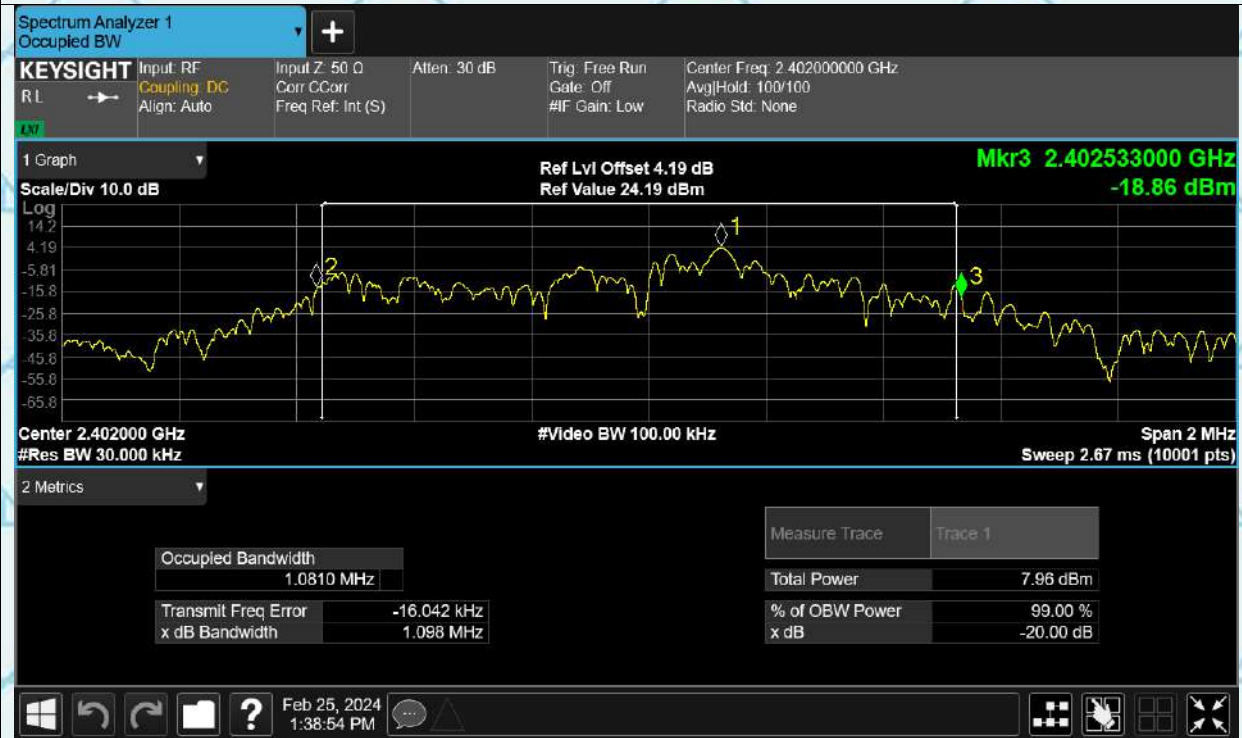 Spectrum Analyzer 1
Occupied BW
+
KEYSIGHT
RL
LXI
Input: RF
Coupling: DC
Align: Auto
Input Z: 50 Ω
Corr CCorr
Freq Ref: Int (S)
Atten: 30 dB
Trig: Free Run
Gate: Off
#IF Gain: Low
Center Freq: 2.402000000 GHz
Avg|Hold: 100/100
Radio Std: None
1 Graph
Scale/Div 10.0 dB
Ref Lvl Offset 4.19 dB
Ref Value 24.19 dBm
Mkr3 2.402533000 GHz
-18.86 dBm
Log
14.2
4.19
-5.81
-15.8
-25.8
-35.8
-45.8
-55.8
-65.8
2
1
3
Center 2.402000 GHz
#Res BW 30.000 kHz
#Video BW 100.00 kHz
Span 2 MHz
Sweep 2.67 ms (10001 pts)
2 Metrics
Occupied Bandwidth
1.0810 MHz
Transmit Freq Error -16.042 kHz
x dB Bandwidth 1.098 MHz
Measure Trace Trace 1
Total Power 7.96 dBm
% of OBW Power 99.00 %
x dB -20.00 dB
?
Feb 25, 2024
1:38:54 PM